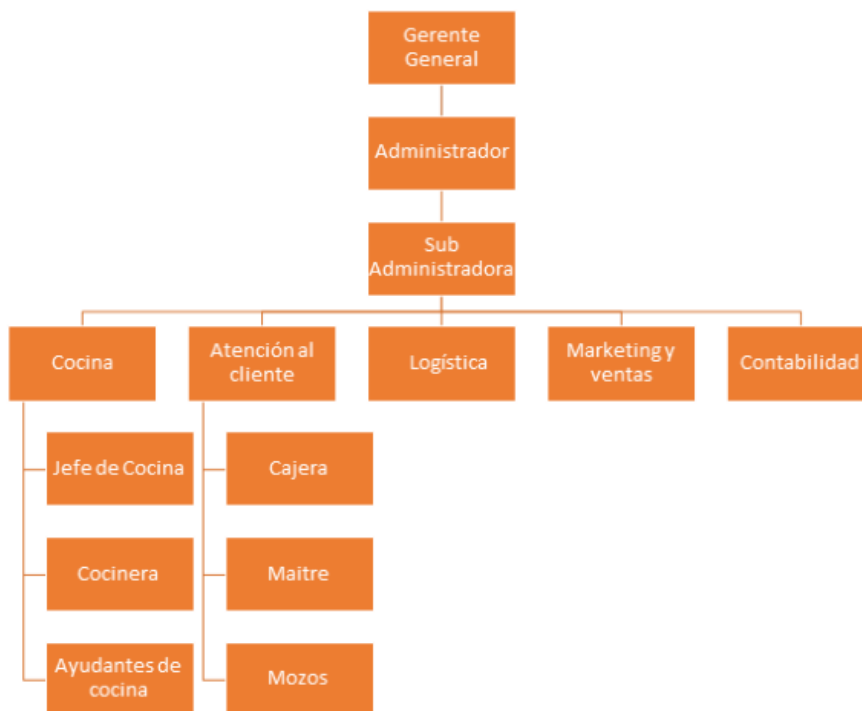 Gerente
General
Administrador
Sub
Administradora
Cocina
Atención al
cliente
Logística
Marketing y
ventas
Contabilidad
Jefe de Cocina
Cajera
Cocinera
Maitre
Ayudantes de
cocina
Mozos